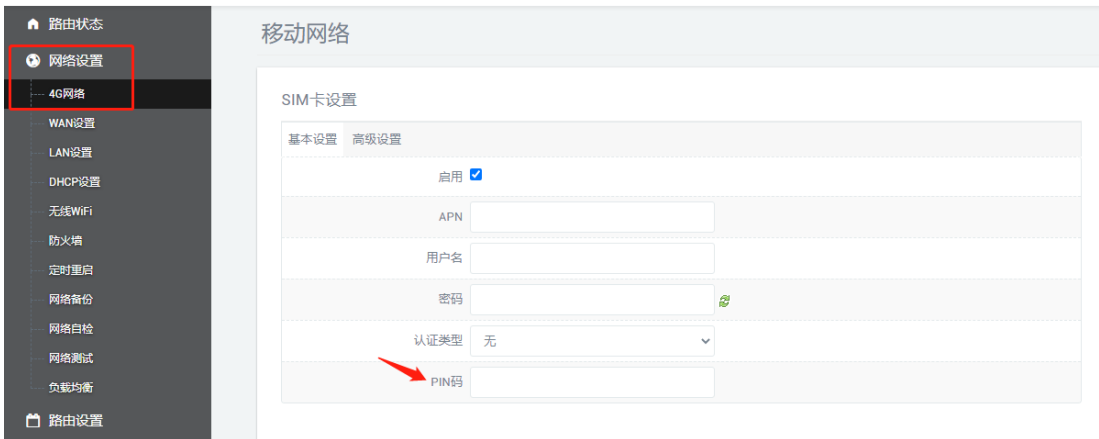 路由状态
网络设置
4G网络
WAN设置
LAN设置
DHCP设置
无线WiFi
防火墙
定时重启
网络备份
网络自检
网络测试
负载均衡
路由设置
移动网络
SIM卡设置
基本设置 高级设置
启用
APN
用户名
密码
认证类型 无
PIN码